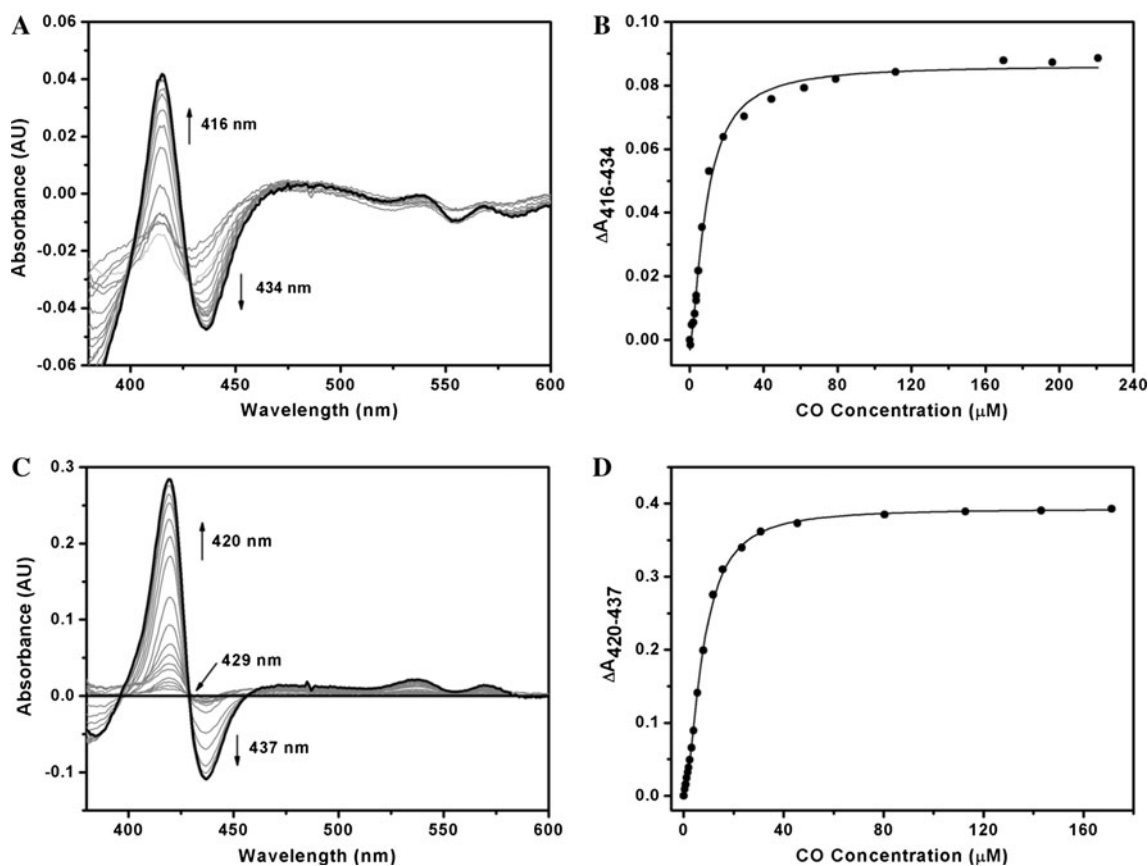 A
0.06
0.04
0.02
0.00
-0.02
-0.04
-0.06
416 nm
434 nm
400 450 500 550 600
Absorbance (AU)
Wavelength (nm)
B
0.10
0.08
0.06
0.04
0.02
0.00
0 40 80 120 160 200 240
ΔA416-434
CO Concentration (μM)
C
0.3
0.2
0.1
0.0
-0.1
420 nm
429 nm
437 nm
400 450 500 550 600
Absorbance (AU)
Wavelength (nm)
D
0.4
0.3
0.2
0.1
0.0
0 40 80 120 160
ΔA420-437
CO Concentration (μM)